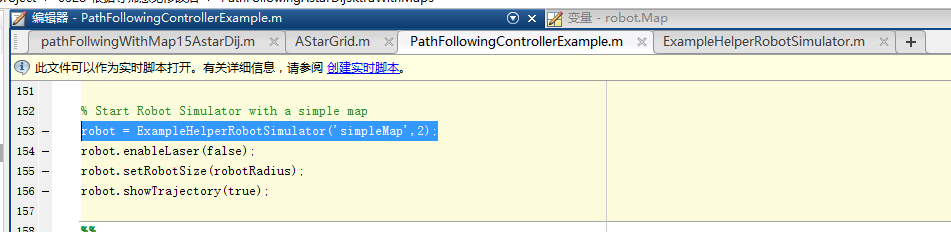 编辑器 - PathFollowingControllerExample.m
变量 - robot.Map
pathFollwingWithMap15AstarDij.m
AStarGrid.m
PathFollowingControllerExample.m
ExampleHelperRobotSimulator.m
此文件可以作为实时脚本打开。有关详细信息，请参阅 创建实时脚本。
151
152 % Start Robot Simulator with a simple map
153 — robot = ExampleHelperRobotSimulator('simpleMap',2);
154 — robot.enableLaser(false);
155 — robot.setRobotSize(robotRadius);
156 — robot.showTrajectory(true);
157
158 %%